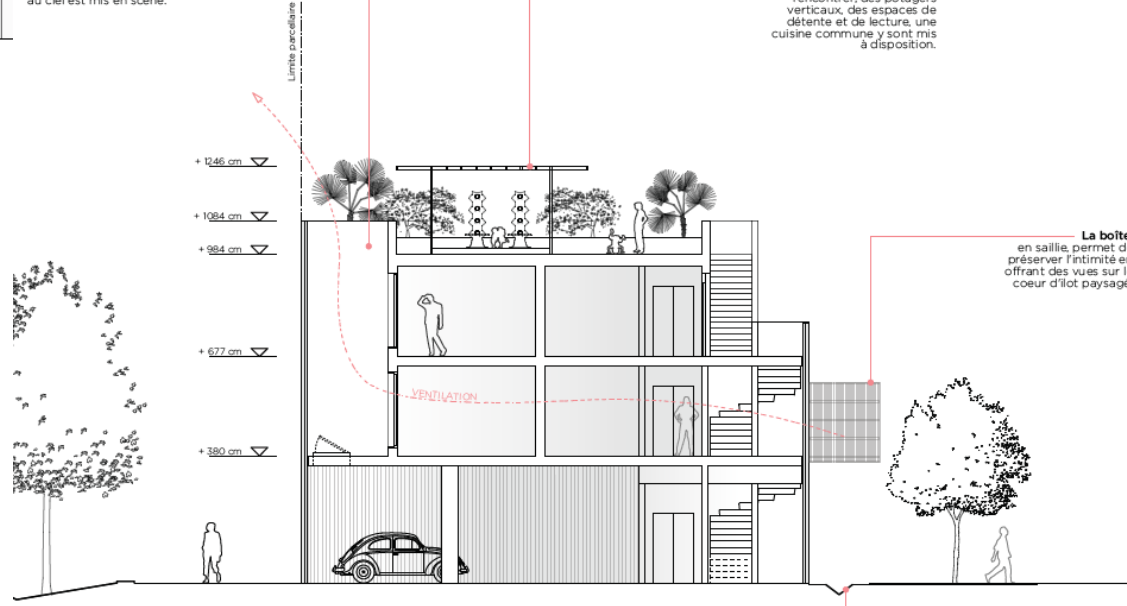 au ciel est mis en scène.
rencontrer, des potagers
verticaux, des espaces de
détente et de lecture, une
cuisine commune y sont mis
à disposition.
Limite parcellaire
+ 1246 cm
+ 1084 cm
+ 984 cm
La boîte
en saillie, permet d
préserver l'intimité en
offrant des vues sur l
coeur d'îlot paysagé
+ 677 cm
VENTILATION
+ 380 cm